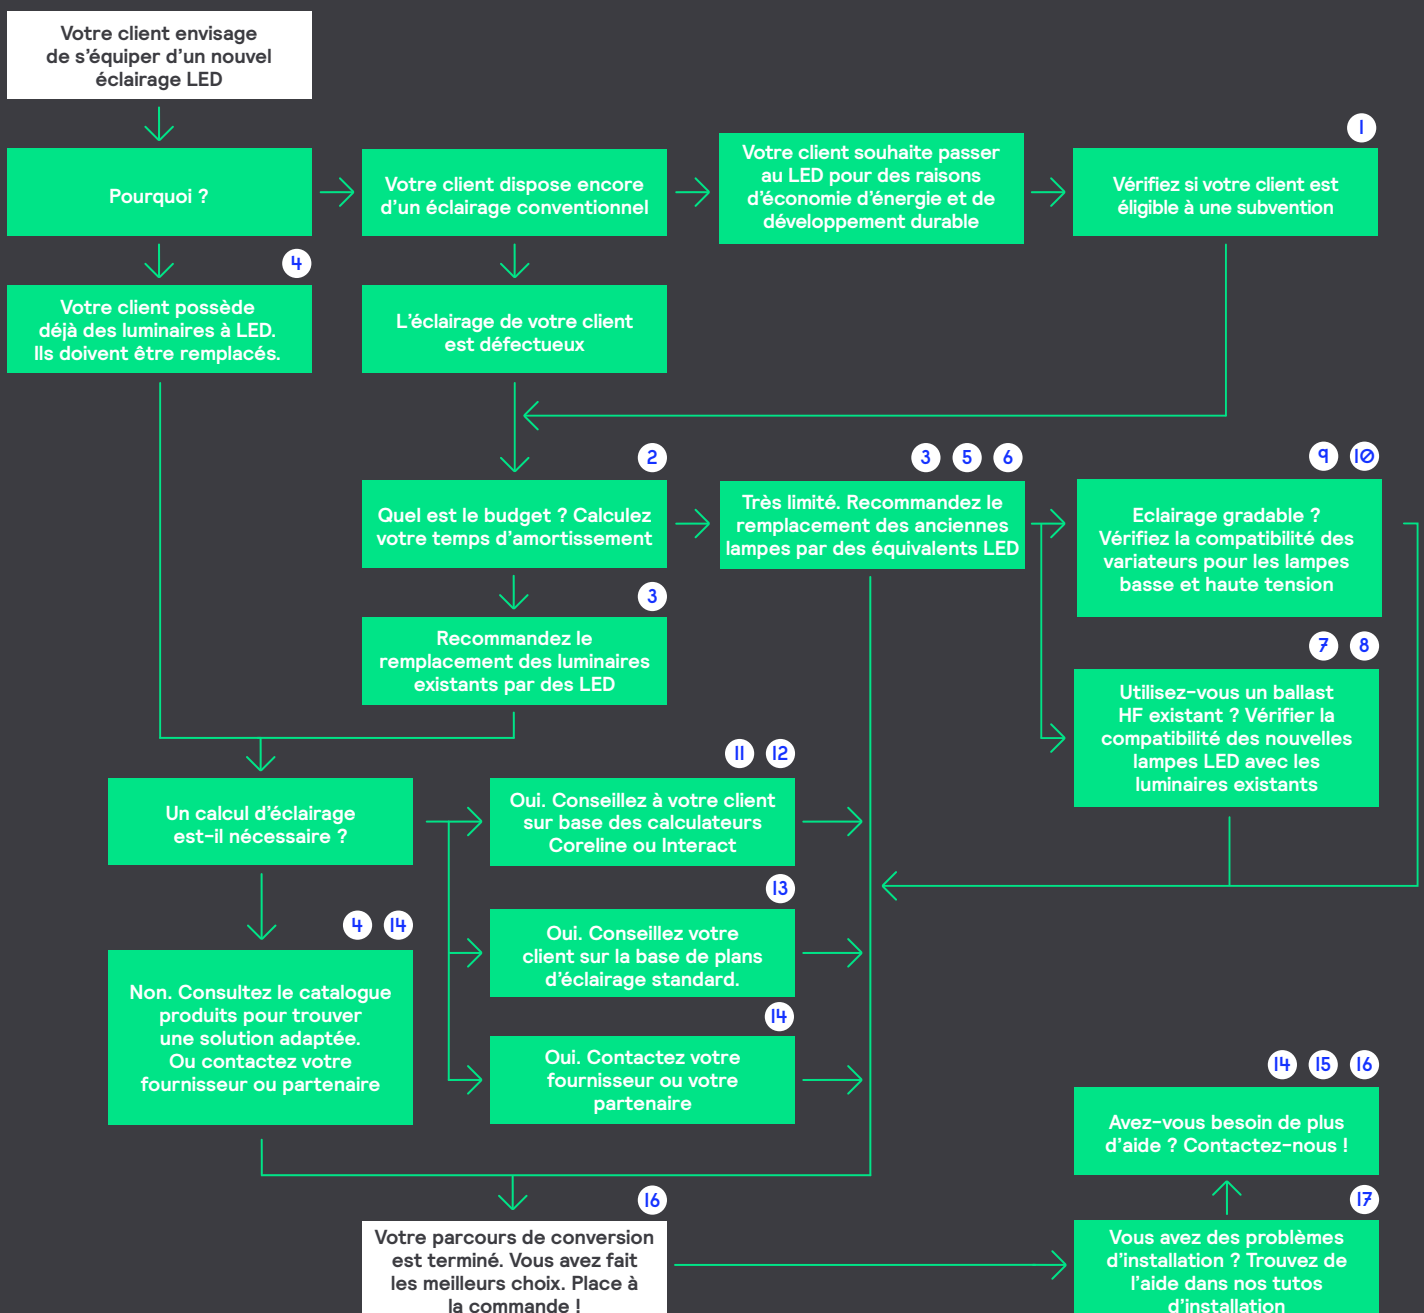 Votre client envisage
de s'équiper d'un nouvel
éclairage LED
Pourquoi ?
Votre client dispose encore
d'un éclairage conventionnel
Votre client souhaite passer
au LED pour des raisons
d'économie d'énergie et de
développement durable
1
Vérifiez si votre client est
éligible à une subvention
4
Votre client possède
déjà des luminaires à LED.
Ils doivent être remplacés.
L'éclairage de votre client
est défectueux
2
Quel est le budget ? Calculez
votre temps d'amortissement
3 5 6
Très limité. Recommandez le
remplacement des anciennes
lampes par des équivalents LED
9 10
Eclairage gradable ?
Vérifiez la compatibilité des
variateurs pour les lampes
basse et haute tension
3
Recommandez le
remplacement des luminaires
existants par des LED
7 8
Utilisez-vous un ballast
HF existant ? Vérifier la
compatibilité des nouvelles
lampes LED avec les
luminaires existants
Un calcul d'éclairage
est-il nécessaire ?
11 12
Oui. Conseillez à votre client
sur base des calculateurs
Coreline ou Interact
13
Oui. Conseillez votre
client sur la base de plans
d'éclairage standard.
4 14
Non. Consultez le catalogue
produits pour trouver
une solution adaptée.
Ou contactez votre
fournisseur ou partenaire
14
Oui. Contactez votre
fournisseur ou votre
partenaire
14 15 16
Avez-vous besoin de plus
d'aide ? Contactez-nous !
16
Votre parcours de conversion
est terminé. Vous avez fait
les meilleurs choix. Place à
la commande !
17
Vous avez des problèmes
d'installation ? Trouvez de
l'aide dans nos tutos
d'installation